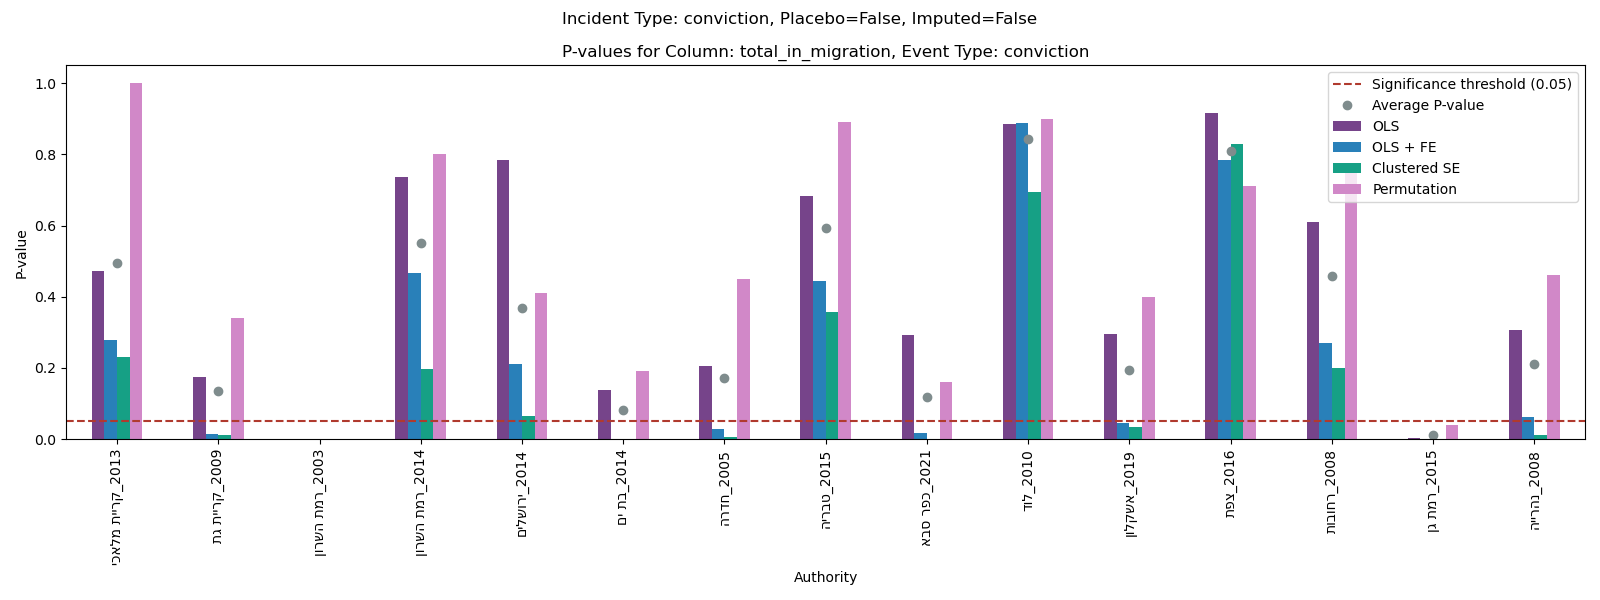 Incident Type: conviction, Placebo=False, Imputed=False
P-values for Column: total_in_migration, Event Type: conviction
Significance threshold (0.05)
Average P-value
OLS
OLS + FE
Clustered SE
Permutation
P-value
1.0
0.8
0.6
0.4
0.2
0.0
קריית מלאכי_2013
קריית גת_2009
רמת השרון_2003
רמת השרון_2014
ירושלים_2014
בת ים_2014
חדרה_2005
טבריה_2015
כפר סבא_2021
לוד_2010
אשקלון_2019
צפת_2016
רחובות_2008
רמת גן_2015
נהרייה_2008
Authority